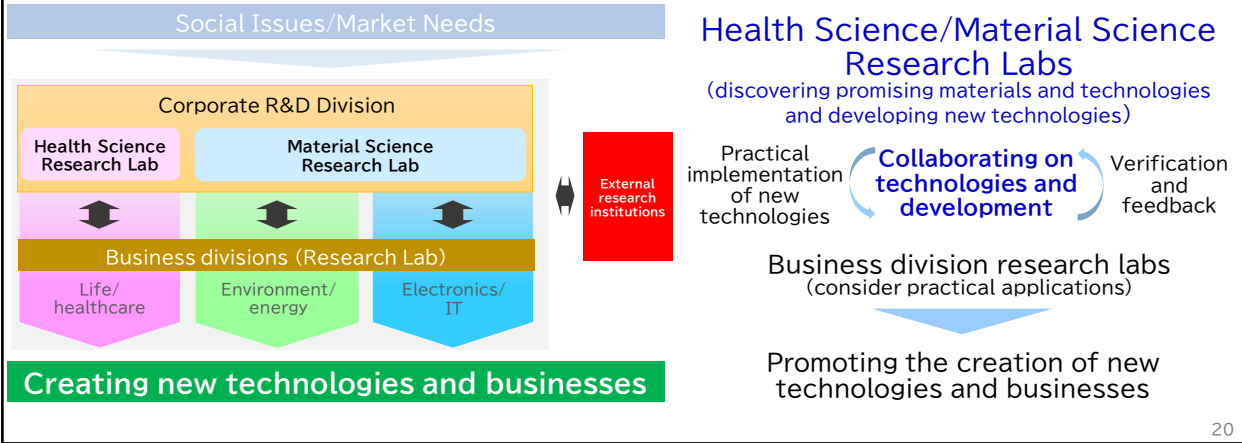 Social Issues/Market Needs
Corporate R&D Division
Health Science
Research Lab
Material Science
Research Lab
External
research
institutions
Business divisions (Research Lab)
Life/
healthcare
Environment/
energy
Electronics/
IT
Creating new technologies and businesses
Health Science/Material Science
Research Labs
(discovering promising materials and technologies
and developing new technologies)
Practical
implementation
of new
technologies
Collaborating on
technologies and
development
Verification
and
feedback
Business division research labs
(consider practical applications)
Promoting the creation of new
technologies and businesses
20